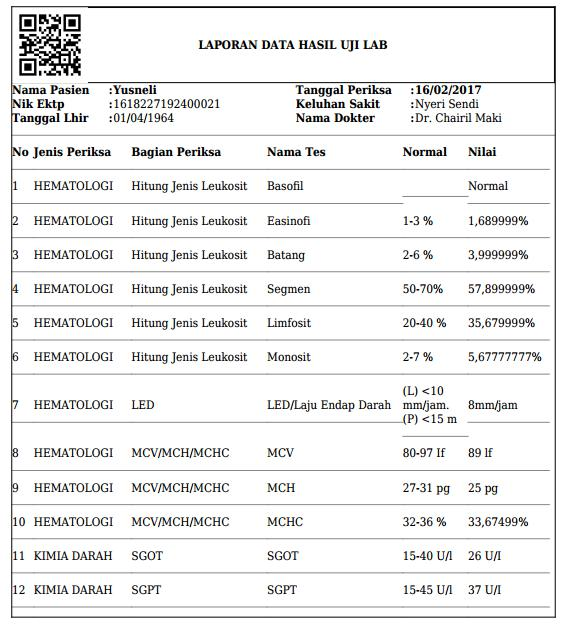 LAPORAN DATA HASIL UJI LAB
Nama Pasien :Yusneli Tanggal Periksa :16/02/2017
Nik Ektp :1618227192400021 Keluhan Sakit :Nyeri Sendi
Tanggal Lhir :01/04/1964 Nama Dokter :Dr. Chairil Maki
No Jenis Periksa Bagian Periksa Nama Tes Normal Nilai
1 HEMATOLOGI Hitung Jenis Leukosit Basofil Normal
2 HEMATOLOGI Hitung Jenis Leukosit Easinofi 1-3 % 1,689999%
3 HEMATOLOGI Hitung Jenis Leukosit Batang 2-6 % 3,999999%
4 HEMATOLOGI Hitung Jenis Leukosit Segmen 50-70% 57,899999%
5 HEMATOLOGI Hitung Jenis Leukosit Limfosit 20-40 % 35,679999%
6 HEMATOLOGI Hitung Jenis Leukosit Monosit 2-7 % 5,67777777%
(L) <10
7 HEMATOLOGI LED LED/Laju Endap Darah mm/jam. 8mm/jam
(P) <15 m
8 HEMATOLOGI MCV/MCH/MCHC MCV 80-97 If 89 lf
9 HEMATOLOGI MCV/MCH/MCHC MCH 27-31 pg 25 pg
10 HEMATOLOGI MCV/MCH/MCHC MCHC 32-36 % 33,67499%
11 KIMIA DARAH SGOT SGOT 15-40 U/l 26 U/I
12 KIMIA DARAH SGPT SGPT 15-45 U/l 37 U/I